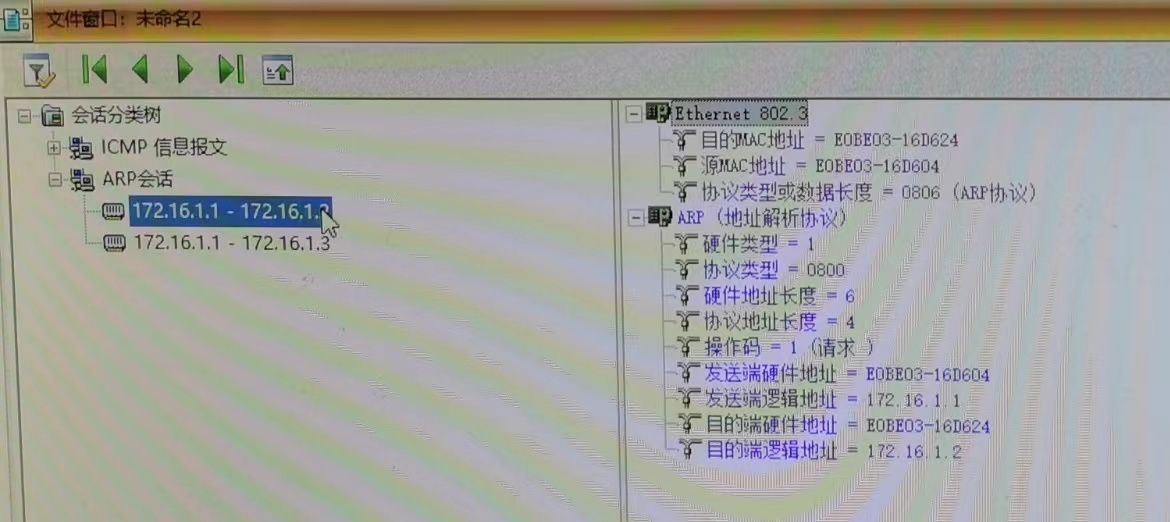 文件窗口：未命名2
会话分类树
ICMP 信息报文
ARP会话
172.16.1.1 - 172.16.1.
172.16.1.1 - 172.16.1.3
Ethernet 802.3
目的MAC地址 = E0BE03-16D624
源MAC地址 = E0BE03-16D604
协议类型或数据长度 = 0806 (ARP协议)
ARP (地址解析协议)
硬件类型 = 1
协议类型 = 0800
硬件地址长度 = 6
协议地址长度 = 4
操作码 = 1 (请求 )
发送端硬件地址 = E0BE03-16D604
发送端逻辑地址 = 172.16.1.1
目的端硬件地址 = E0BE03-16D624
目的端逻辑地址 = 172.16.1.2